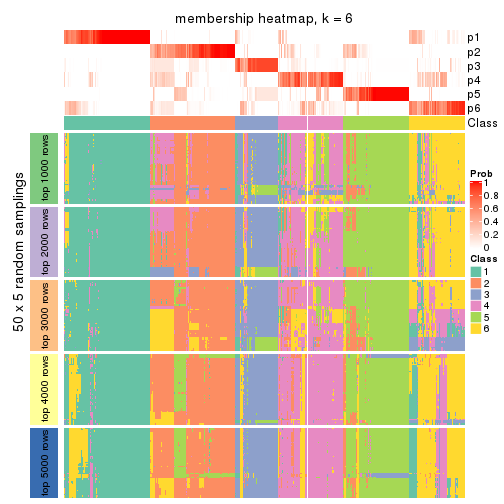 membership heatmap, k = 6
p1
p2
p3
p4
p5
p6
Class
50 x 5 random samplings
top 1000 rows
top 2000 rows
top 3000 rows
top 4000 rows
top 5000 rows
Prob
1
0.8
0.6
0.4
0.2
0
Class
1
2
3
4
5
6